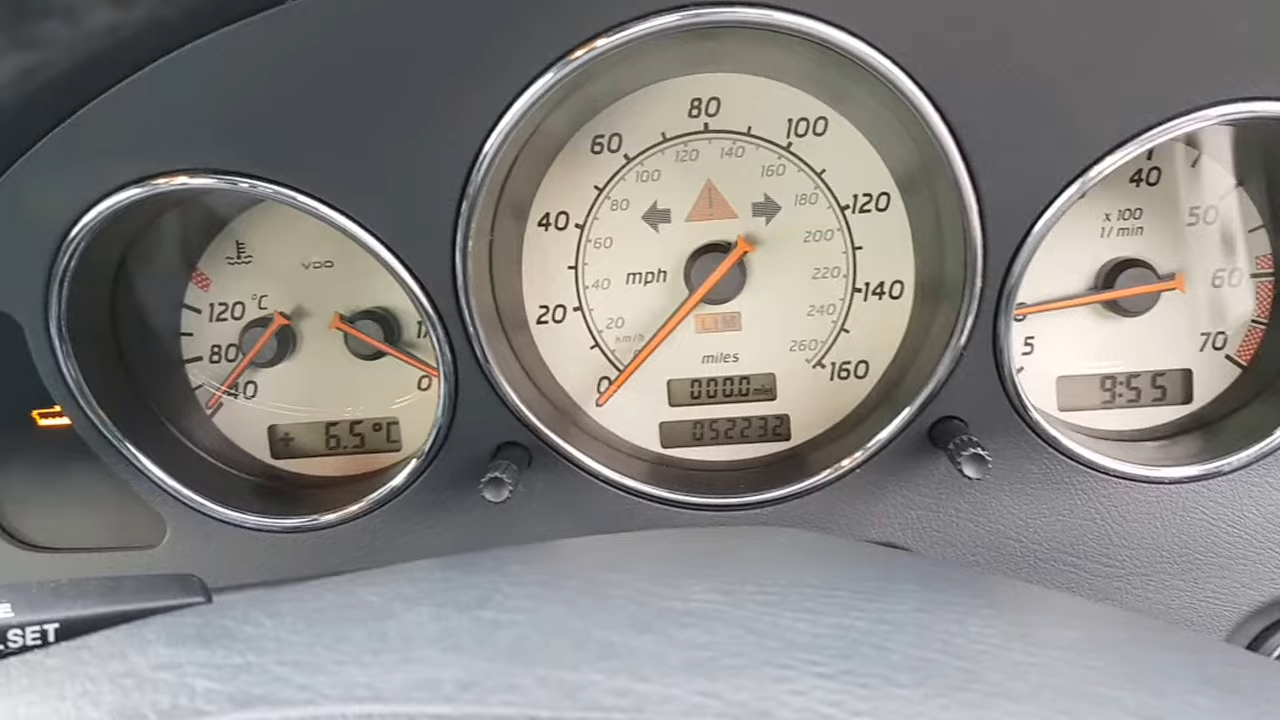 120 °C
80
40
VDO
0
+ 6.5°C
0
20
40
60
80
100
120
140
160
20
40
60
80
100
120
140
160
180
200
220
240
260
km/h
mph
LIM
miles
000.0 miles
052232
5
40
50
60
70
x 100
1/ min
9:55
.SET